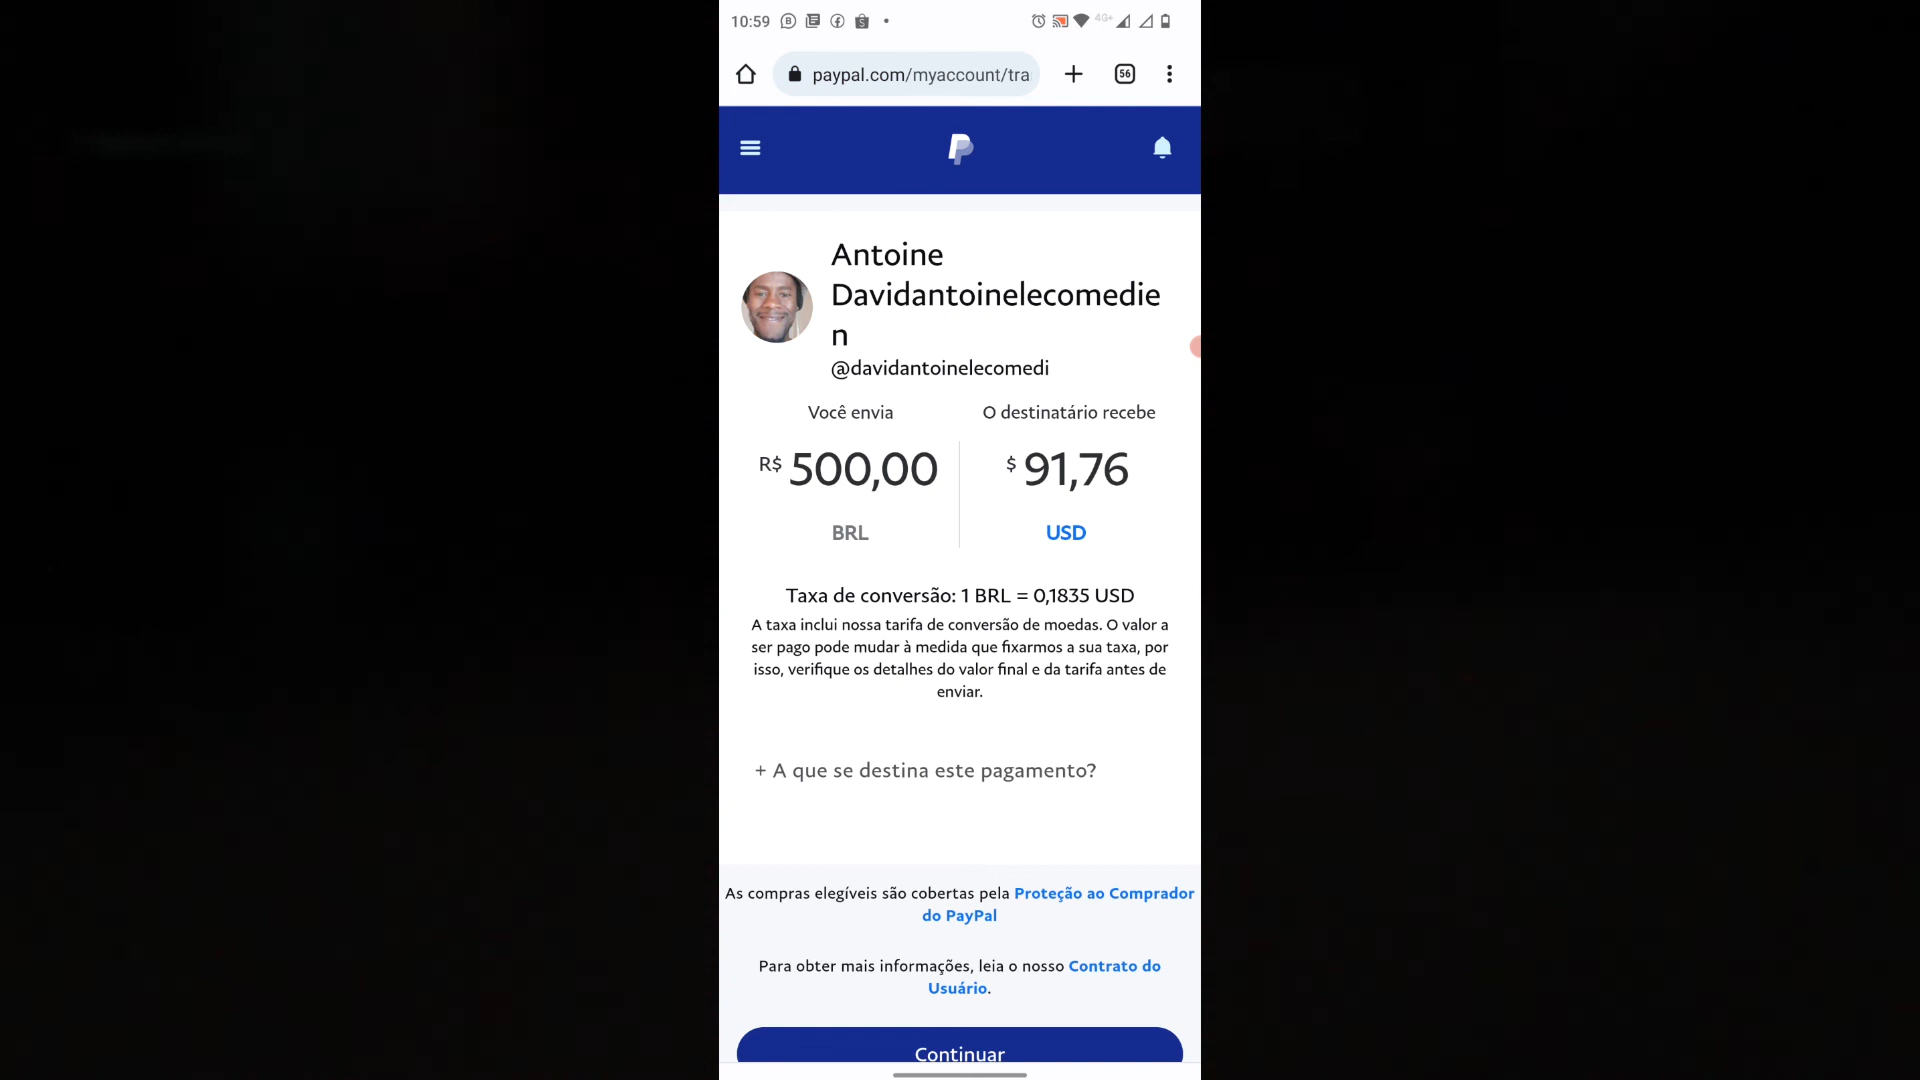 10:59
4G+
paypal.com/myaccount/tra
56
Antoine
Davidantoinelecomedie
n
@davidantoinelecomedi
Você envia
O destinatário recebe
R$ 500,00
$ 91,76
BRL
USD
Taxa de conversão: 1 BRL = 0,1835 USD
A taxa inclui nossa tarifa de conversão de moedas. O valor a
ser pago pode mudar à medida que fixarmos a sua taxa, por
isso, verifique os detalhes do valor final e da tarifa antes de
enviar.
+ A que se destina este pagamento?
As compras elegíveis são cobertas pela Proteção ao Comprador
do PayPal
Para obter mais informações, leia o nosso Contrato do
Usuário.
Continuar